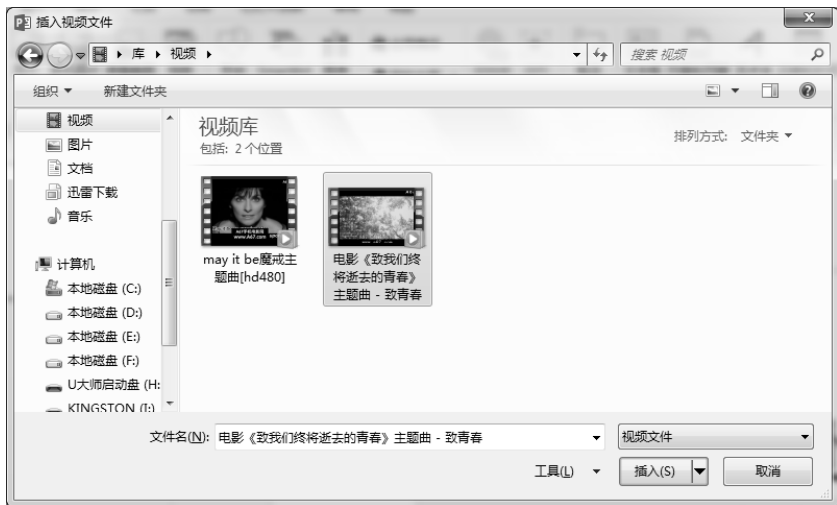 插入视频文件
库 视频
搜索 视频
组织 新建文件夹
视频
图片
文档
迅雷下载
音乐
计算机
本地磁盘 (C:)
本地磁盘 (D:)
本地磁盘 (E:)
本地磁盘 (F:)
U大师启动盘 (H:
KINGSTON (I:)
视频库
包括: 2 个位置
排列方式: 文件夹
www.A67.com
may it be魔戒主
题曲[hd480]
电影《致我们终
将逝去的青春》
主题曲 - 致青春
文件名(N): 电影《致我们终将逝去的青春》主题曲 - 致青春
视频文件
工具(L) 插入(S) 取消